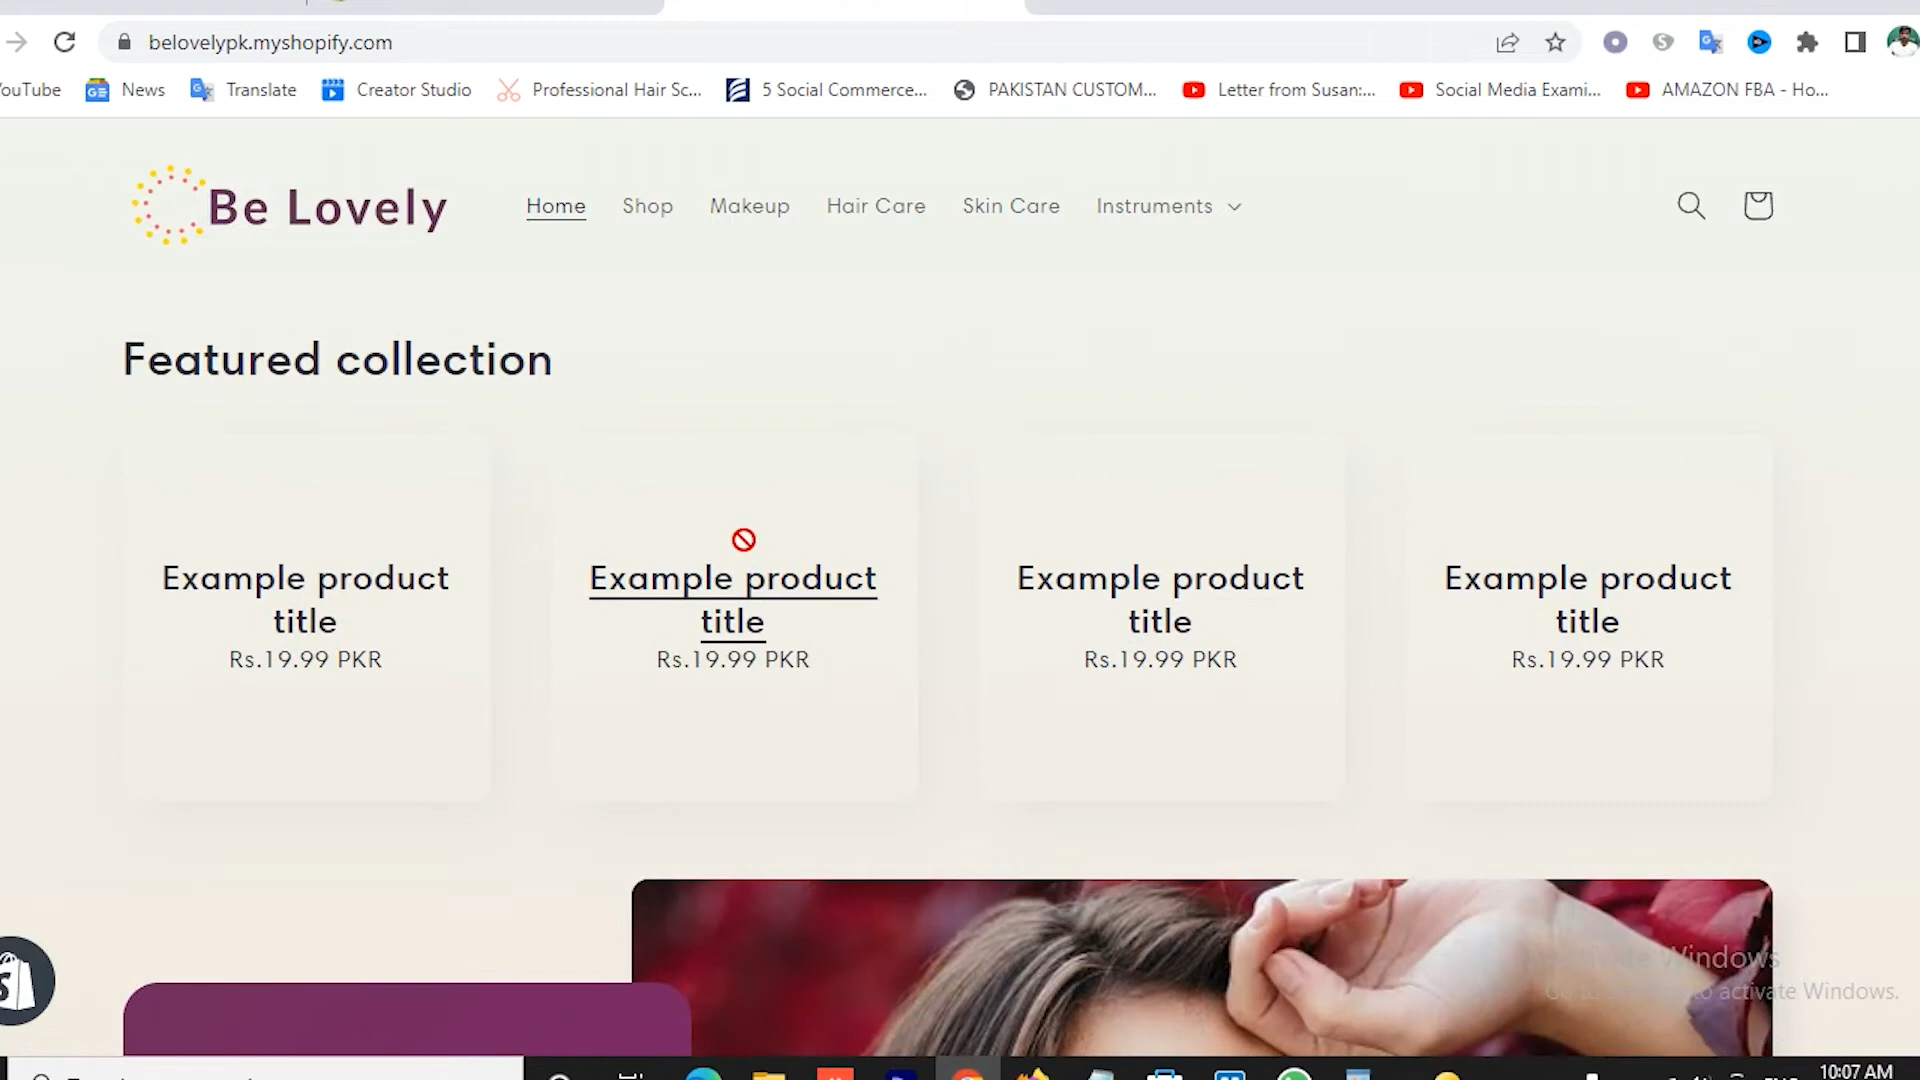 belovelypk.myshopify.com
ouTube News Translate Creator Studio Professional Hair Sc... 5 Social Commerce... PAKISTAN CUSTOM... Letter from Susan:... Social Media Exami... AMAZON FBA - Ho...
Be Lovely Home Shop Makeup Hair Care Skin Care Instruments
Featured collection
Example product
title
Rs.19.99 PKR
Example product
title
Rs.19.99 PKR
Example product
title
Rs.19.99 PKR
Example product
title
Rs.19.99 PKR
Windows
to activate Windows.
10:07 AM